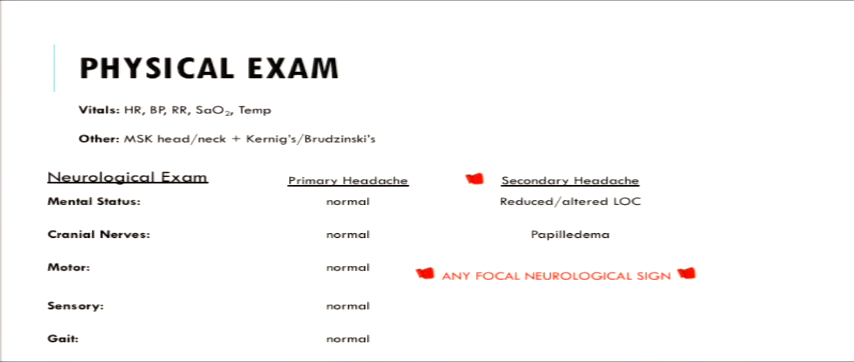 PHYSICAL EXAM
Vitals: HR, BP, RR, SaO₂, Temp
Other: MSK head/neck + Kernig's/Brudzinski's
Neurological Exam Primary Headache Secondary Headache
Mental Status: normal Reduced/altered LOC
Cranial Nerves: normal Papilledema
Motor: normal ANY FOCAL NEUROLOGICAL SIGN
Sensory: normal
Gait: normal